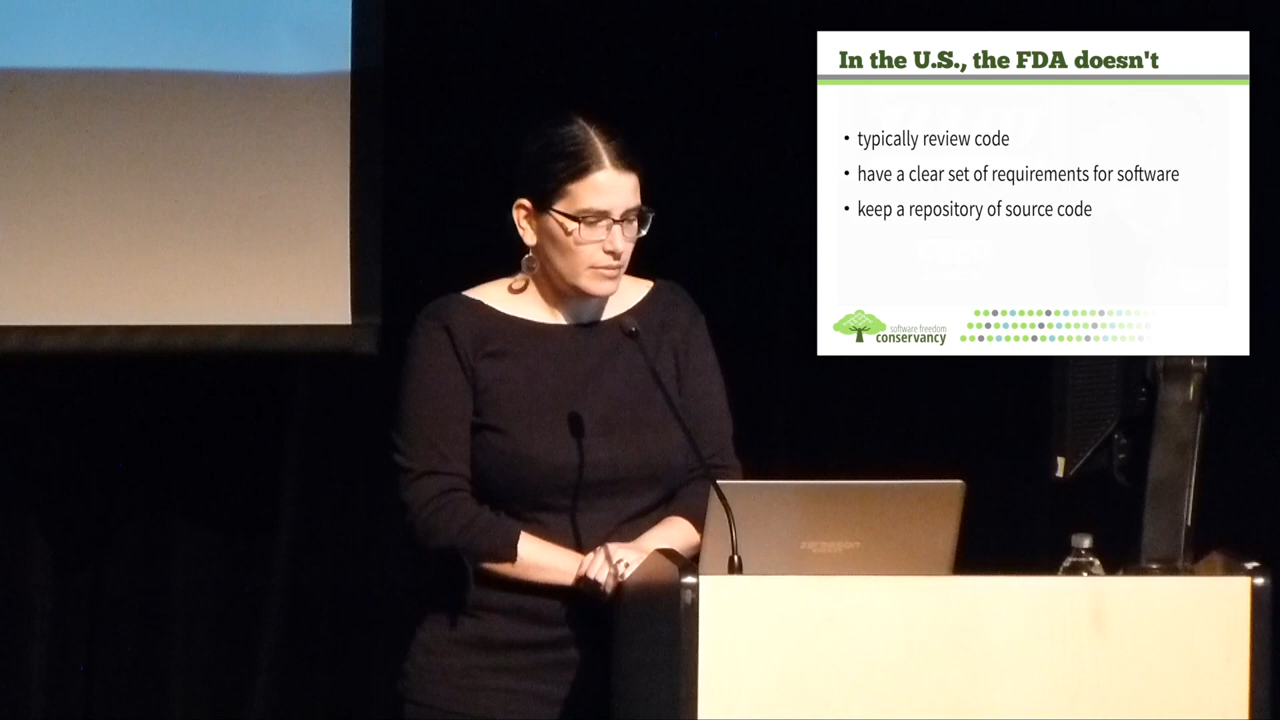 In the U.S., the FDA doesn't
• typically review code
• have a clear set of requirements for software
• keep a repository of source code
software freedom
conservancy